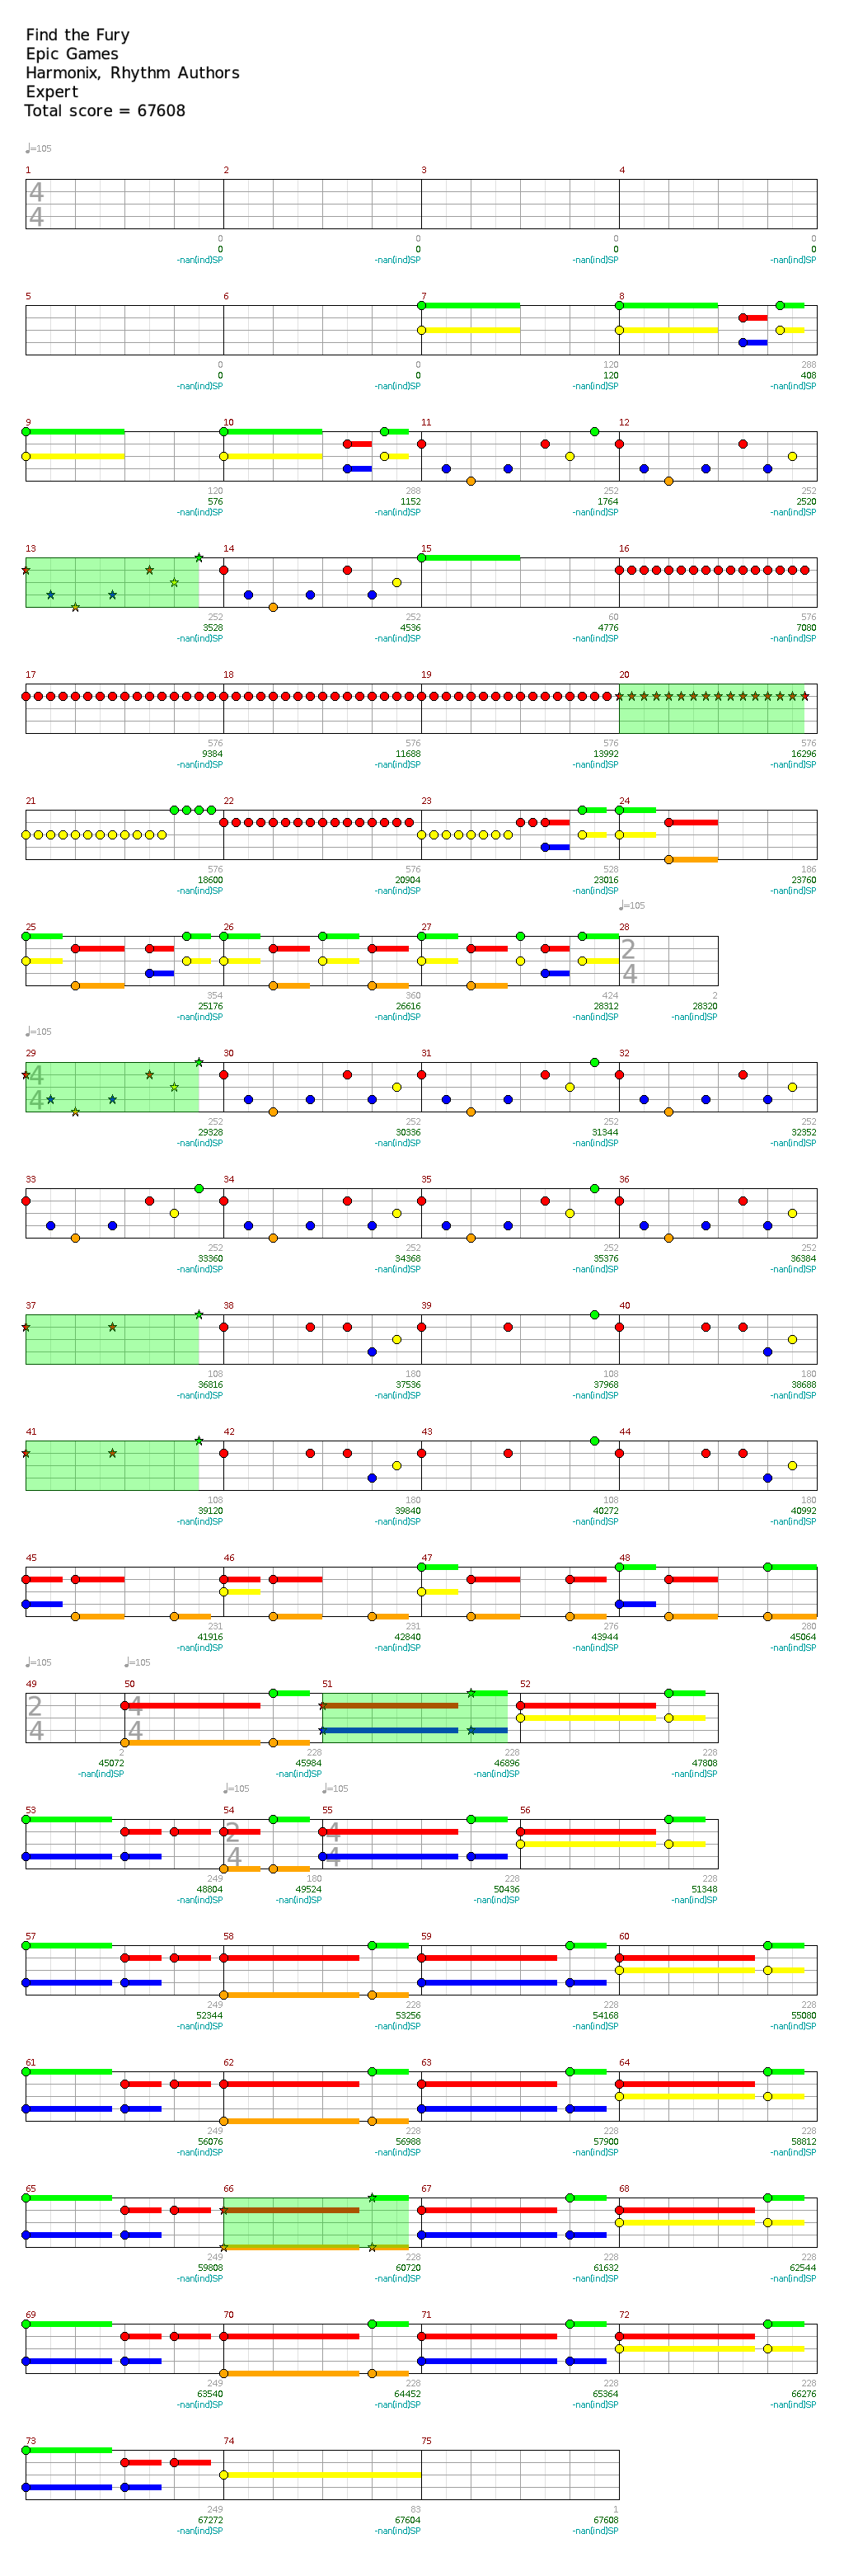 Find the Fury
Epic Games
Harmonix, Rhythm Authors
Expert
Total score = 67608
♩=105
1 2 3 4
4
4
0 0 0 0
0 0 0 0
-nan(ind)SP -nan(ind)SP -nan(ind)SP -nan(ind)SP
5 6 7 8
0 0 120 288
0 0 120 408
-nan(ind)SP -nan(ind)SP -nan(ind)SP -nan(ind)SP
9 10 11 12
120 288 252 252
576 1152 1764 2520
-nan(ind)SP -nan(ind)SP -nan(ind)SP -nan(ind)SP
13 14 15 16
252 252 60 576
3528 4536 4776 7080
-nan(ind)SP -nan(ind)SP -nan(ind)SP -nan(ind)SP
17 18 19 20
576 576 576 576
9384 11688 13992 16296
-nan(ind)SP -nan(ind)SP -nan(ind)SP -nan(ind)SP
21 22 23 24
576 576 528 186
18600 20904 23016 23760
-nan(ind)SP -nan(ind)SP -nan(ind)SP -nan(ind)SP
♩=105
25 26 27 28
2
4
354 360 424 2
25176 26616 28312 28320
-nan(ind)SP -nan(ind)SP -nan(ind)SP -nan(ind)SP
♩=105
29 30 31 32
4
4
252 252 252 252
29328 30336 31344 32352
-nan(ind)SP -nan(ind)SP -nan(ind)SP -nan(ind)SP
33 34 35 36
252 252 252 252
33360 34368 35376 36384
-nan(ind)SP -nan(ind)SP -nan(ind)SP -nan(ind)SP
37 38 39 40
108 180 108 180
36816 37536 37968 38688
-nan(ind)SP -nan(ind)SP -nan(ind)SP -nan(ind)SP
41 42 43 44
108 180 108 180
39120 39840 40272 40992
-nan(ind)SP -nan(ind)SP -nan(ind)SP -nan(ind)SP
45 46 47 48
231 231 276 280
41916 42840 43944 45064
-nan(ind)SP -nan(ind)SP -nan(ind)SP -nan(ind)SP
♩=105 ♩=105
49 50 51 52
2 4
4 4
2 228 228 228
45072 45984 46896 47808
-nan(ind)SP -nan(ind)SP -nan(ind)SP -nan(ind)SP
♩=105 ♩=105
53 54 55 56
2 4
4 4
249 180 228 228
48804 49524 50436 51348
-nan(ind)SP -nan(ind)SP -nan(ind)SP -nan(ind)SP
57 58 59 60
249 228 228 228
52344 53256 54168 55080
-nan(ind)SP -nan(ind)SP -nan(ind)SP -nan(ind)SP
61 62 63 64
249 228 228 228
56076 56988 57900 58812
-nan(ind)SP -nan(ind)SP -nan(ind)SP -nan(ind)SP
65 66 67 68
249 228 228 228
59808 60720 61632 62544
-nan(ind)SP -nan(ind)SP -nan(ind)SP -nan(ind)SP
69 70 71 72
249 228 228 228
63540 64452 65364 66276
-nan(ind)SP -nan(ind)SP -nan(ind)SP -nan(ind)SP
73 74 75
249 83 1
67272 67604 67608
-nan(ind)SP -nan(ind)SP -nan(ind)SP